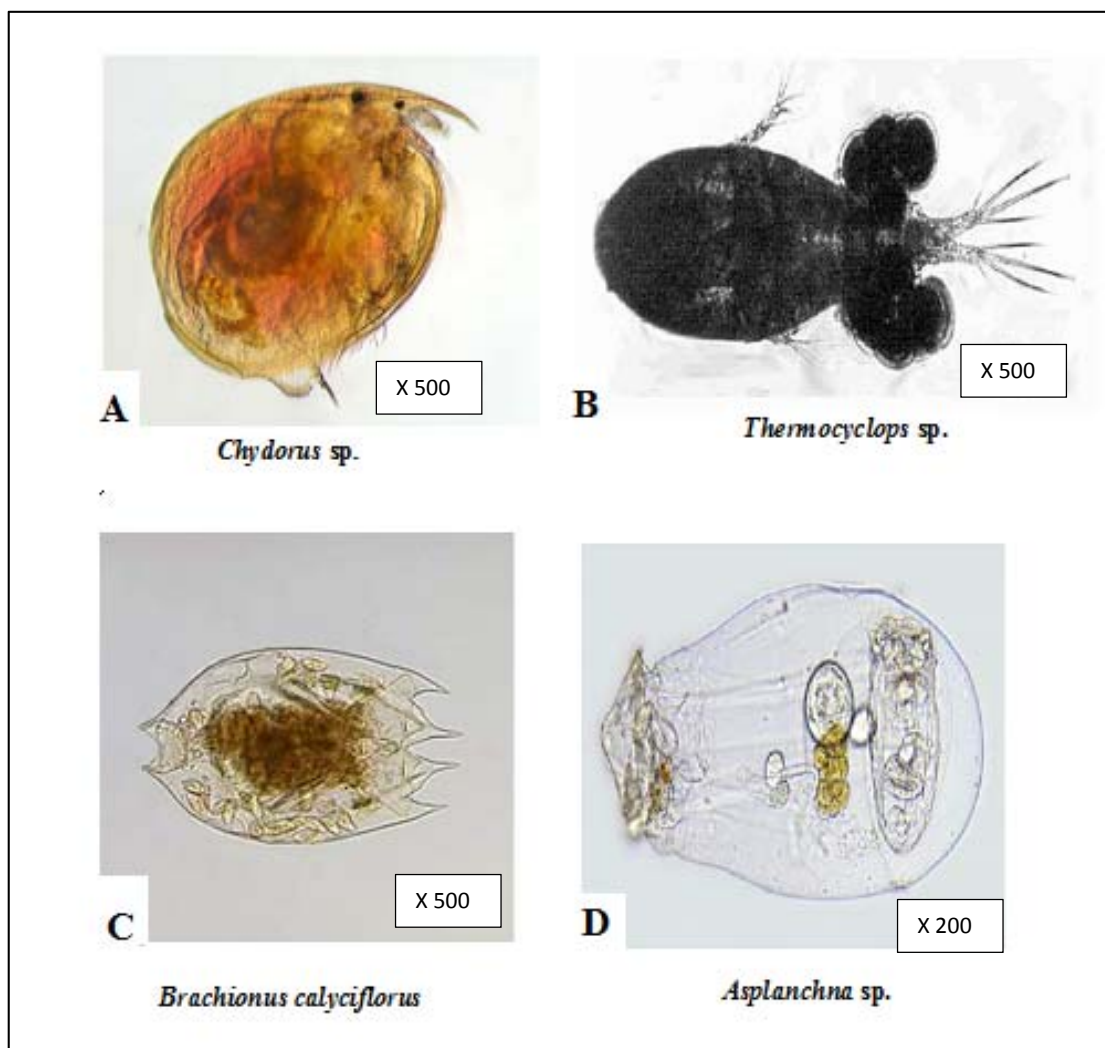 X 500
A
Chydorus sp.
X 500
B
Thermocyclops sp.
X 500
C
Brachionus calyciflorus
X 200
D
Asplanchna sp.